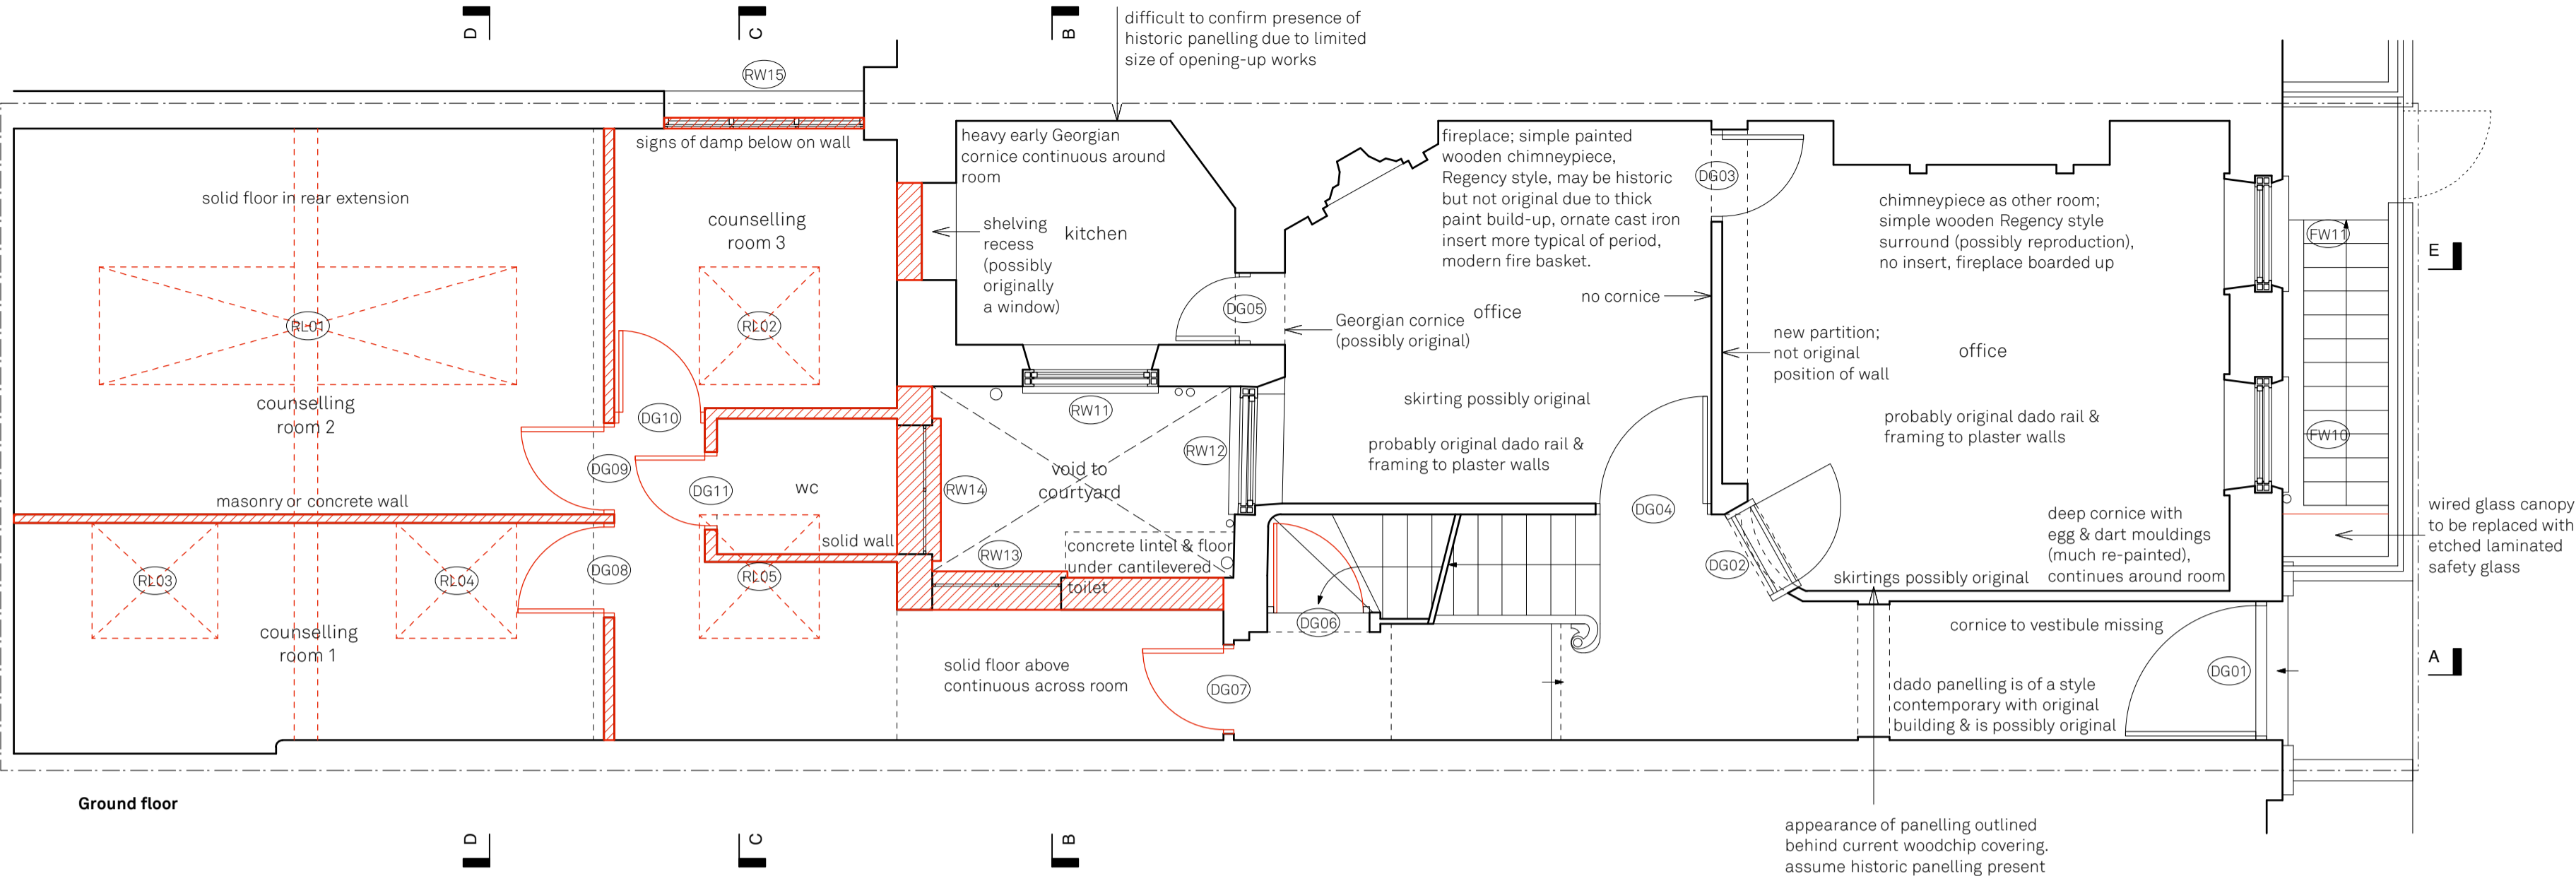 D
C
B
difficult to confirm presence of
historic panelling due to limited
size of opening-up works
RW15
signs of damp below on wall
heavy early Georgian
cornice continuous around
room
fireplace; simple painted
wooden chimneypiece,
Regency style, may be historic
but not original due to thick
paint build-up, ornate cast iron
insert more typical of period,
modern fire basket.
DG03
chimneypiece as other room;
simple wooden Regency style
surround (possibly reproduction),
no insert, fireplace boarded up
solid floor in rear extension
counselling
room 3
shelving
recess
(possibly
originally
a window)
kitchen
FW11
E
RL01
RL02
DG05
no cornice
office
Georgian cornice
(possibly original)
new partition;
not original
position of wall
office
counselling
room 2
DG10
RW11
skirting possibly original
probably original dado rail &
framing to plaster walls
probably original dado rail &
framing to plaster walls
FW10
DG09
DG11
wc
RW14
void to
courtyard
RW12
masonry or concrete wall
DG04
solid wall
RW13
concrete lintel & floor
under cantilevered
toilet
deep cornice with
egg & dart mouldings
(much re-painted),
continues around room
wired glass canopy
to be replaced with
etched laminated
safety glass
RL03
RL04
DG08
RL05
DG02
skirtings possibly original
counselling
room 1
DG06
cornice to vestibule missing
solid floor above
continuous across room
DG07
dado panelling is of a style
contemporary with original
building & is possibly original
DG01
A
Ground floor
D
C
B
appearance of panelling outlined
behind current woodchip covering.
assume historic panelling present